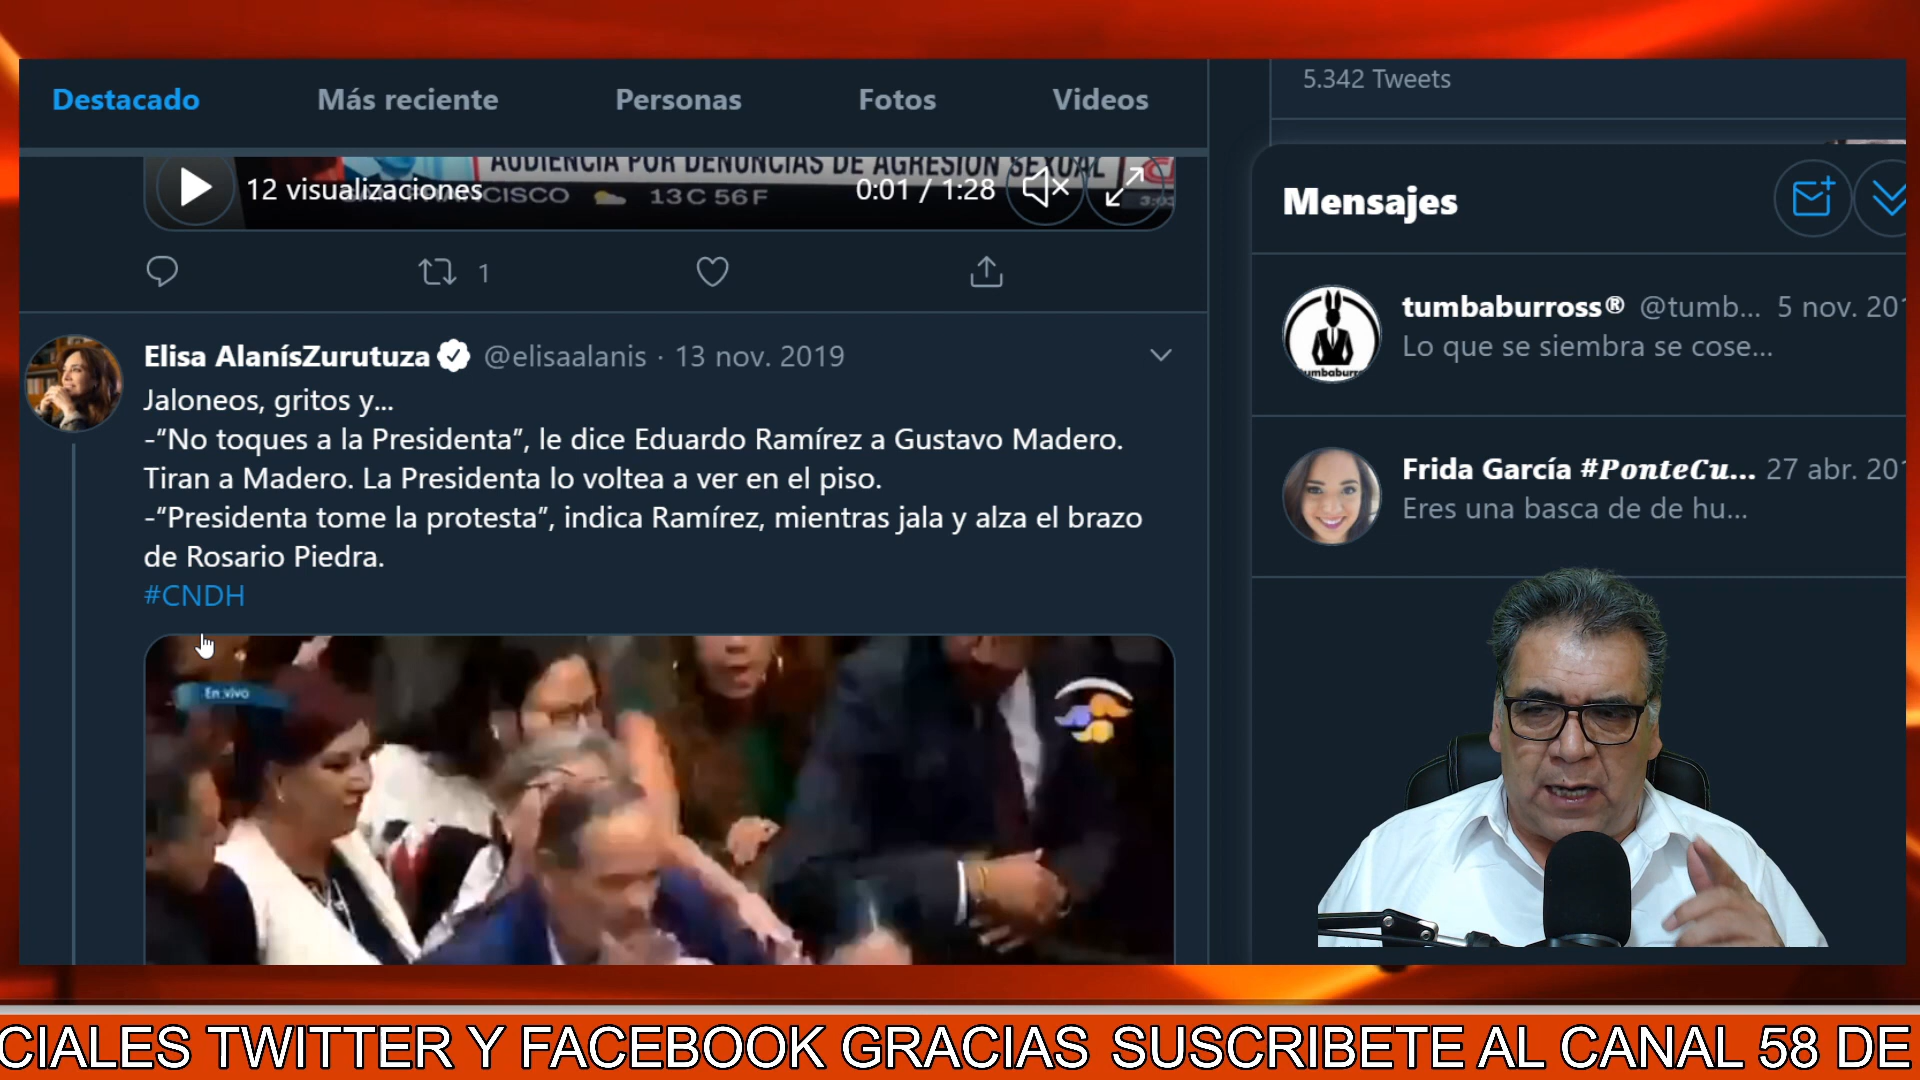 Destacado
Más reciente
Personas
Fotos
Videos
5.342 Tweets
AUDIENCIA POR DENUNCIAS DE AGRESIÓN SEXUAL
12 visualizaciones
CISCO
13C 56F
0:01 / 1:28
1
Elisa AlanísZurutuza @elisaalanis · 13 nov. 2019
Jaloneos, gritos y...
-“No toques a la Presidenta”, le dice Eduardo Ramírez a Gustavo Madero.
Tiran a Madero. La Presidenta lo voltea a ver en el piso.
-“Presidenta tome la protesta”, indica Ramírez, mientras jala y alza el brazo
de Rosario Piedra.
#CNDH
En vivo
Mensajes
tumbaburross® @tumb... 5 nov. 201
Lo que se siembra se cose...
Frida García #PonteCu... 27 abr. 201
Eres una basca de de hu...
CIALES TWITTER Y FACEBOOK GRACIAS SUSCRIBETE AL CANAL 58 DE